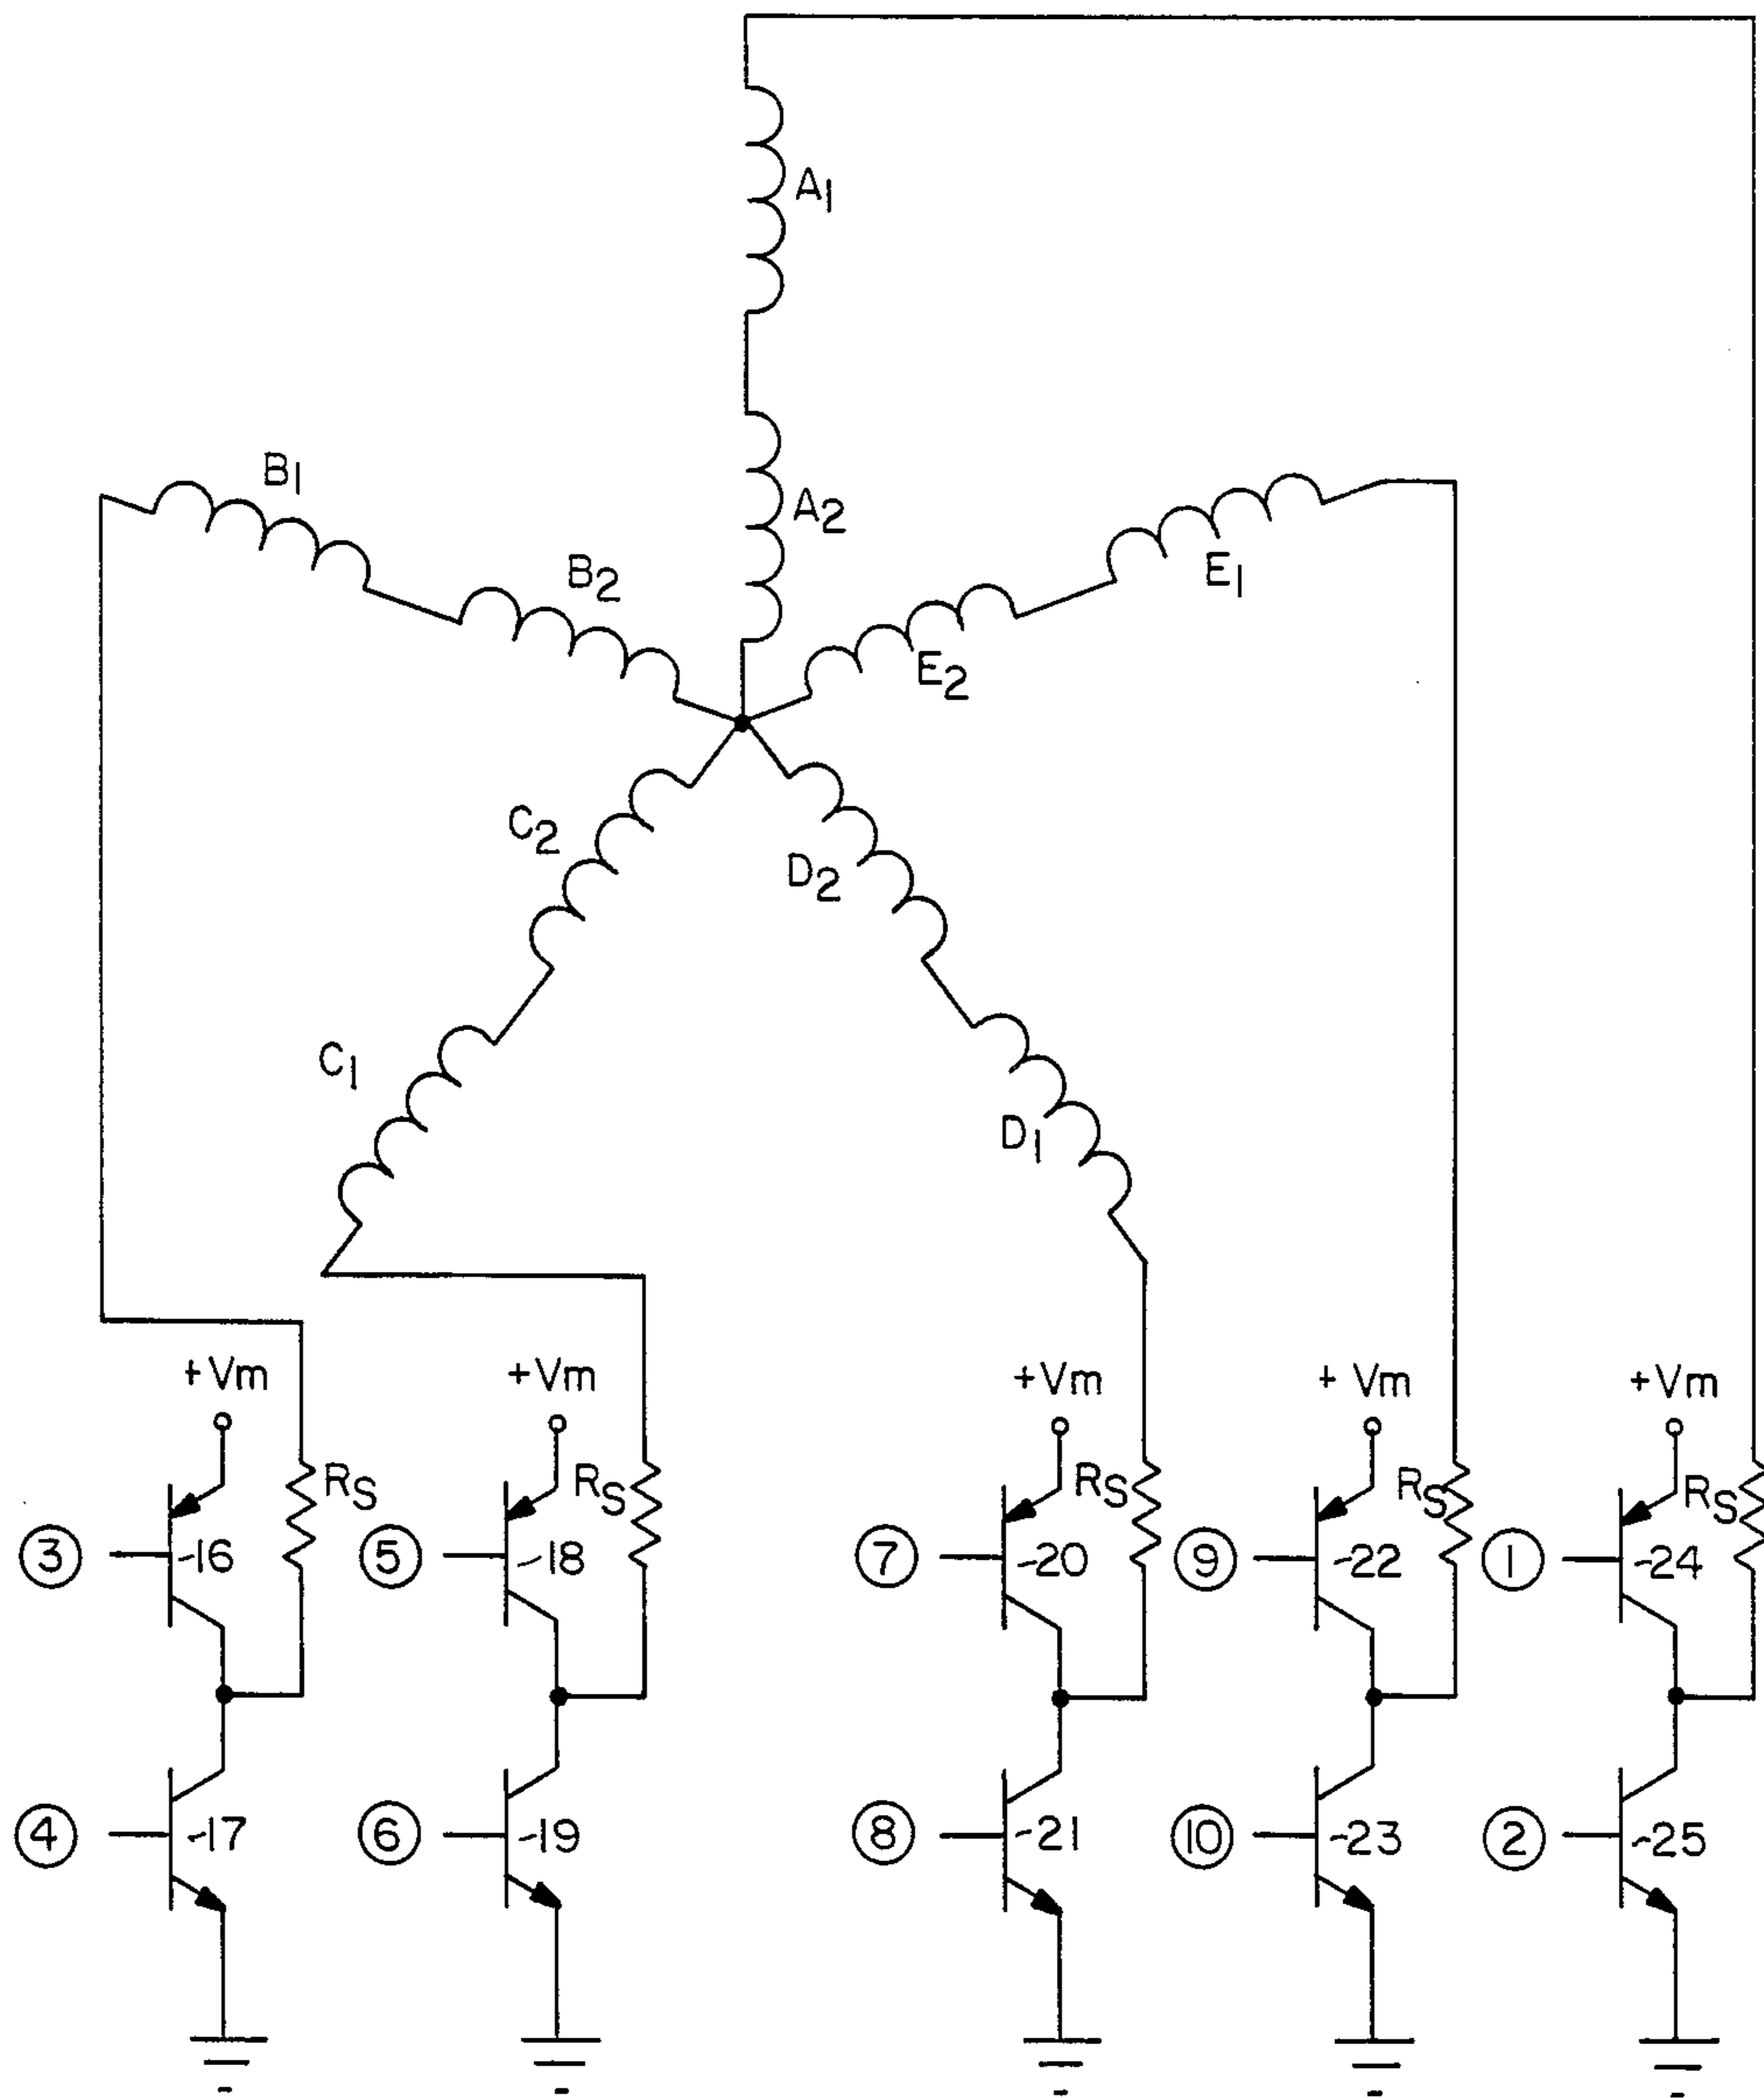 A1
B1
A2
E1
B2
E2
C2
D2
C1
D1
+Vm +Vm +Vm + Vm +Vm
RS RS RS RS RS
3 -16 5 -18 7 -20 9 -22 1 -24
4 -17 6 -19 8 -21 10 -23 2 -25